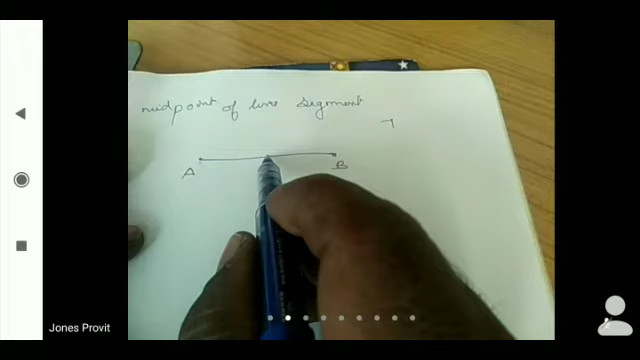 midpoint of line segment
A B
Jones Provit